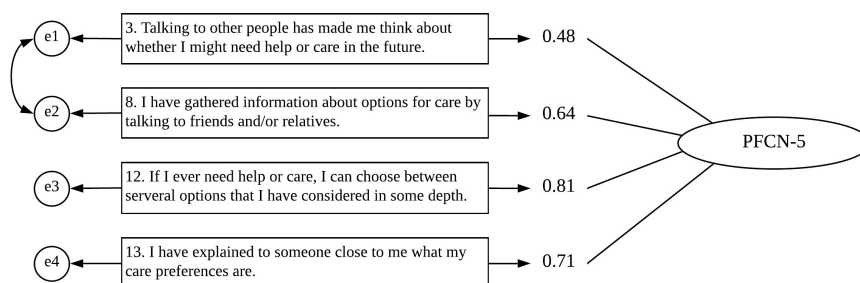 e1
3. Talking to other people has made me think about
whether I might need help or care in the future.
0.48
e2
8. I have gathered information about options for care by
talking to friends and/or relatives.
0.64
PFCN-5
e3
12. If I ever need help or care, I can choose between
serveral options that I have considered in some depth.
0.81
e4
13. I have explained to someone close to me what my
care preferences are.
0.71